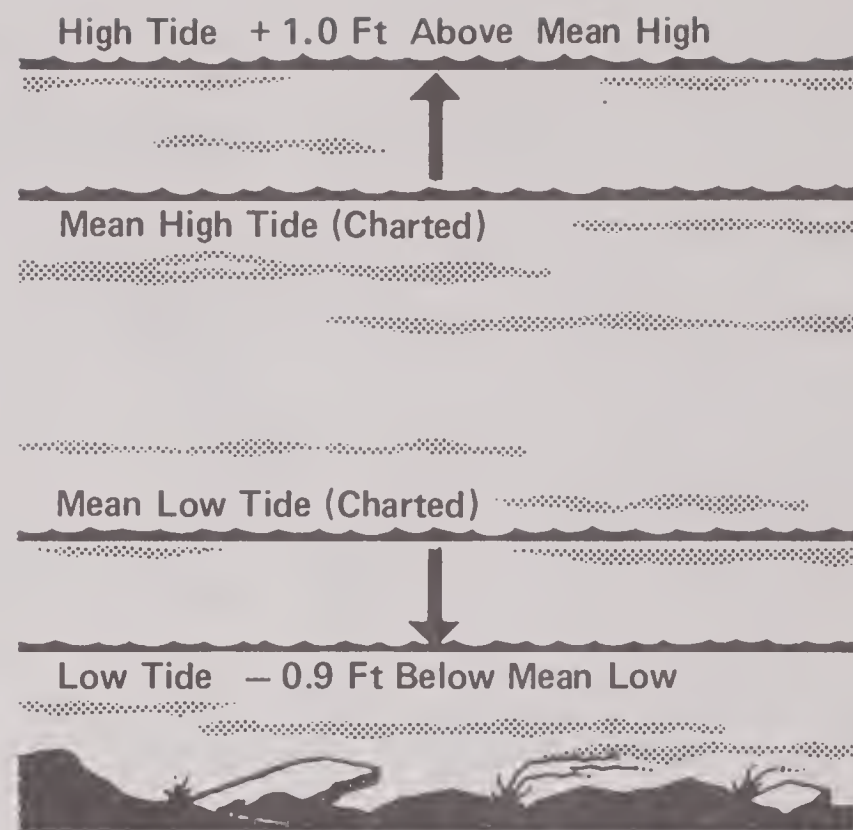 High Tide + 1.0 Ft Above Mean High
Mean High Tide (Charted)
Mean Low Tide (Charted)
Low Tide — 0.9 Ft Below Mean Low